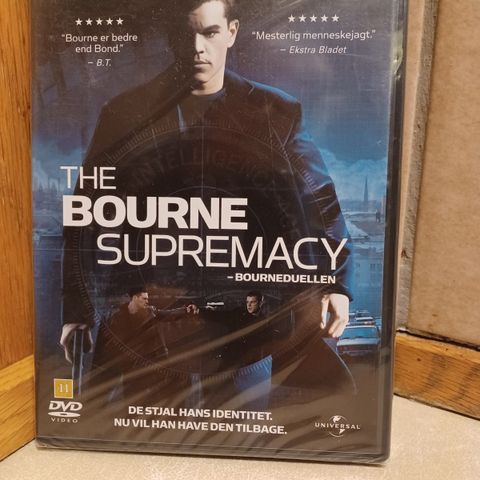 ★★★★★
"Bourne er bedre
end Bond."
– B.T.
★★★★★
"Mesterlig menneskejagt."
– Ekstra Bladet
INTELLIGENCE
THE
BOURNE
SUPREMACY
– BOURNEDUELLEN
11
DVD
VIDEO
DE STJAL HANS IDENTITET.
NU VIL HAN HAVE DEN TILBAGE.
UNIVERSAL